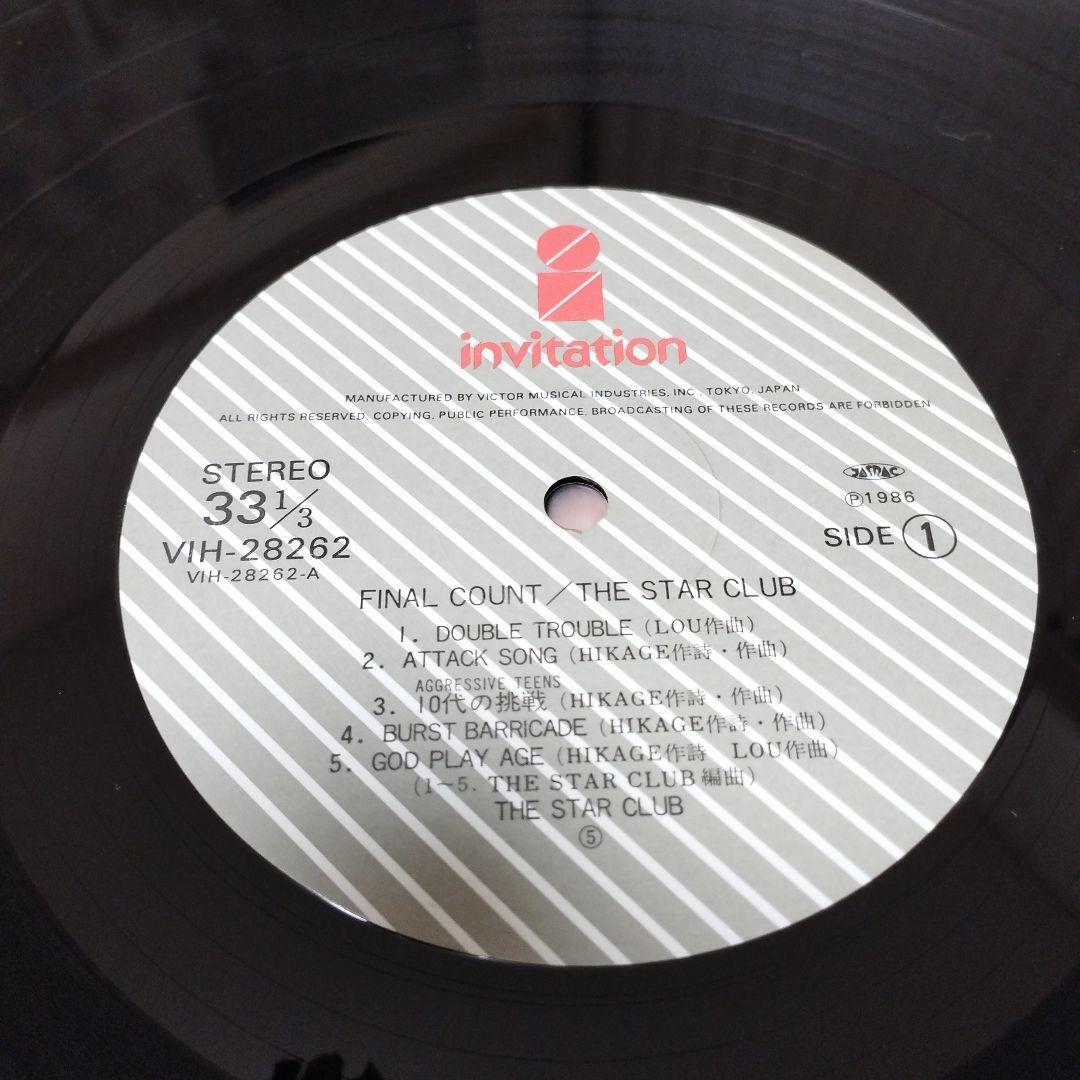 invitation
MANUFACTURED BY VICTOR MUSICAL INDUSTRIES, INC., TOKYO, JAPAN
ALL RIGHTS RESERVED. COPYING, PUBLIC PERFORMANCE, BROADCASTING OF THESE RECORDS ARE FORBIDDEN
STEREO
33 1/3
VIH-28262
VIH-28262-A
JASRAC
Ⓟ1986
SIDE ①
FINAL COUNT／THE STAR CLUB
1. DOUBLE TROUBLE (LOU作曲)
2. ATTACK SONG (HIKAGE作詩・作曲)
AGGRESSIVE TEENS
3. 10代の挑戦 (HIKAGE作詩・作曲)
4. BURST BARRICADE (HIKAGE作詩・作曲)
5. GOD PLAY AGE (HIKAGE作詩 LOU作曲)
(1−5. THE STAR CLUB編曲)
THE STAR CLUB
⑤